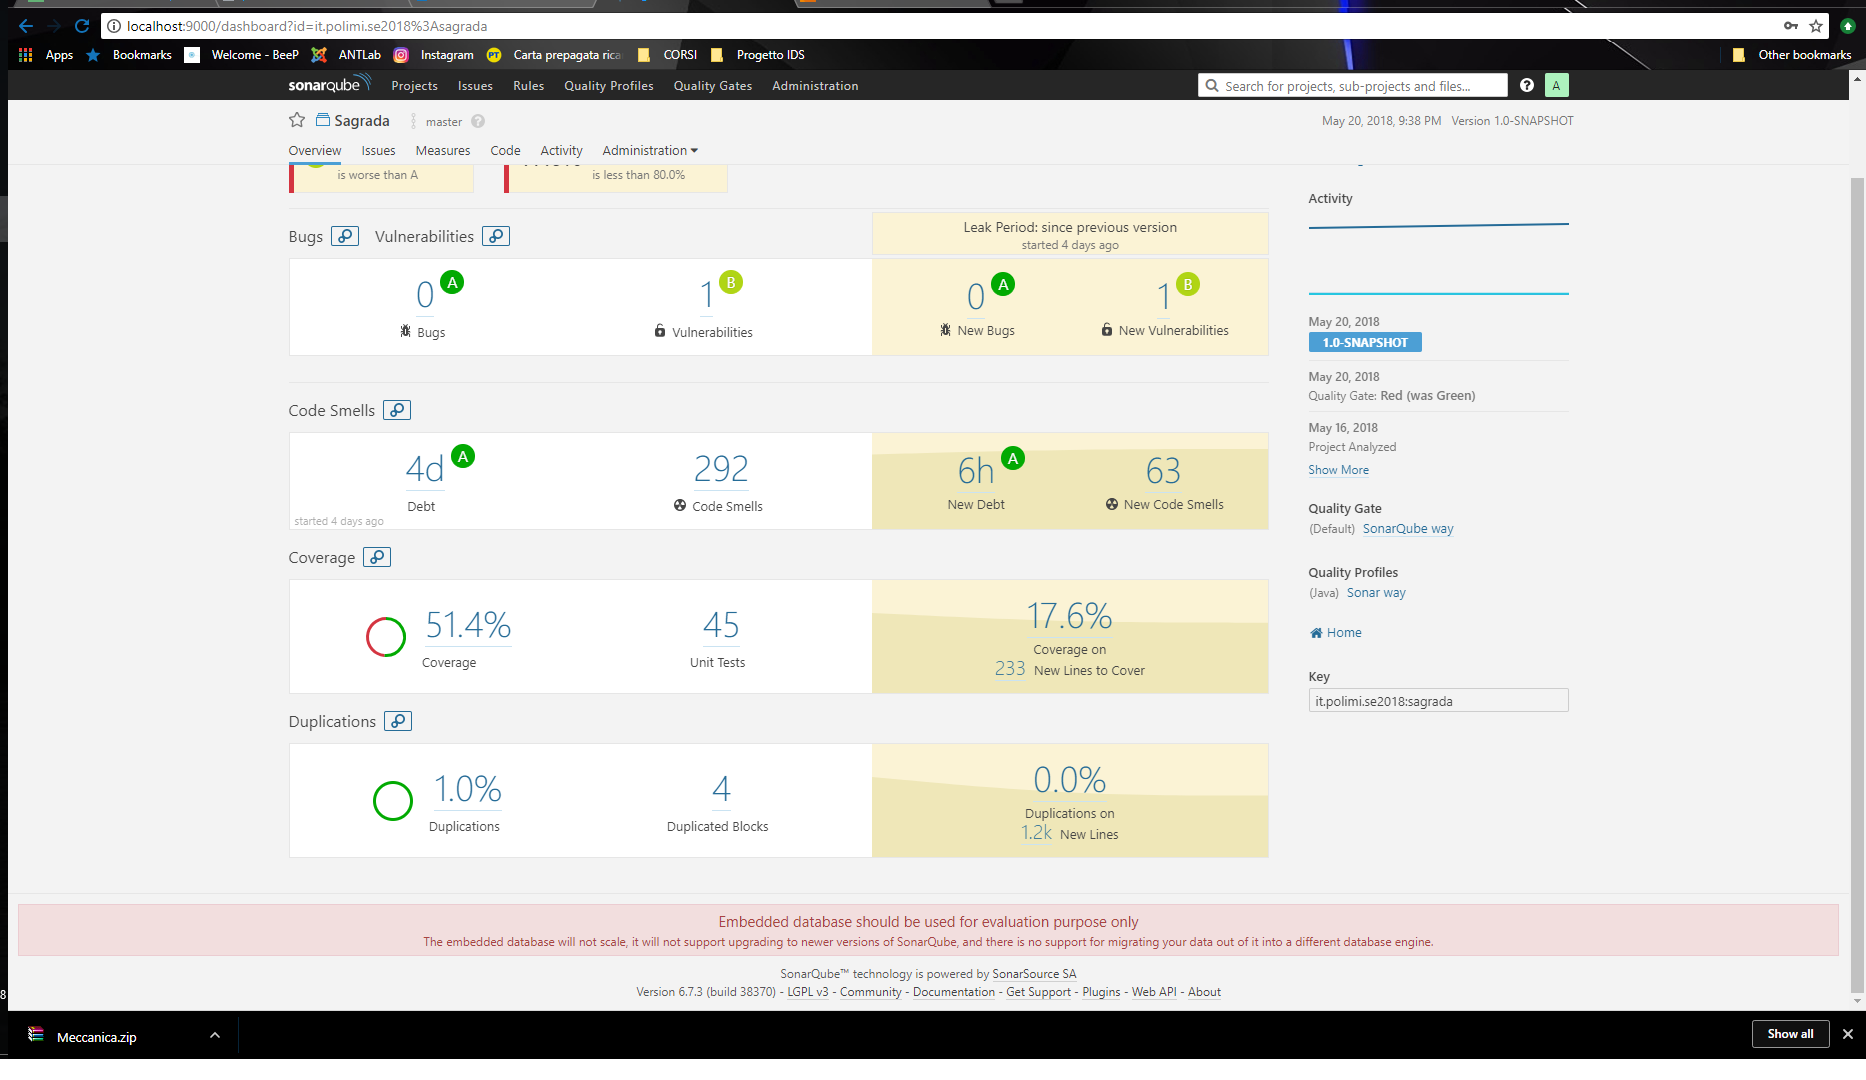 localhost:9000/dashboard?id=it.polimi.se2018%3Asagrada
Apps Bookmarks Welcome - BeeP ANTLab Instagram Carta prepagata rica CORSI Progetto IDS Other bookmarks
sonarqube Projects Issues Rules Quality Profiles Quality Gates Administration Search for projects, sub-projects and files... ? A
Sagrada master ? May 20, 2018, 9:38 PM Version 1.0-SNAPSHOT
Overview Issues Measures Code Activity Administration
is worse than A is less than 80.0%
Bugs Vulnerabilities
Leak Period: since previous version
started 4 days ago
0 A 1 B 0 A 1 B
Bugs Vulnerabilities New Bugs New Vulnerabilities
Code Smells
4d A 292 6h A 63
Debt Code Smells New Debt New Code Smells
started 4 days ago
Coverage
51.4% 45 17.6%
Coverage Unit Tests Coverage on
233 New Lines to Cover
Duplications
1.0% 4 0.0%
Duplications Duplicated Blocks Duplications on
1.2k New Lines
Activity
May 20, 2018
1.0-SNAPSHOT
May 20, 2018
Quality Gate: Red (was Green)
May 16, 2018
Project Analyzed
Show More
Quality Gate
(Default) SonarQube way
Quality Profiles
(Java) Sonar way
Home
Key
it.polimi.se2018:sagrada
Embedded database should be used for evaluation purpose only
The embedded database will not scale, it will not support upgrading to newer versions of SonarQube, and there is no support for migrating your data out of it into a different database engine.
SonarQube™ technology is powered by SonarSource SA
Version 6.7.3 (build 38370) - LGPL v3 - Community - Documentation - Get Support - Plugins - Web API - About
8
Meccanica.zip Show all